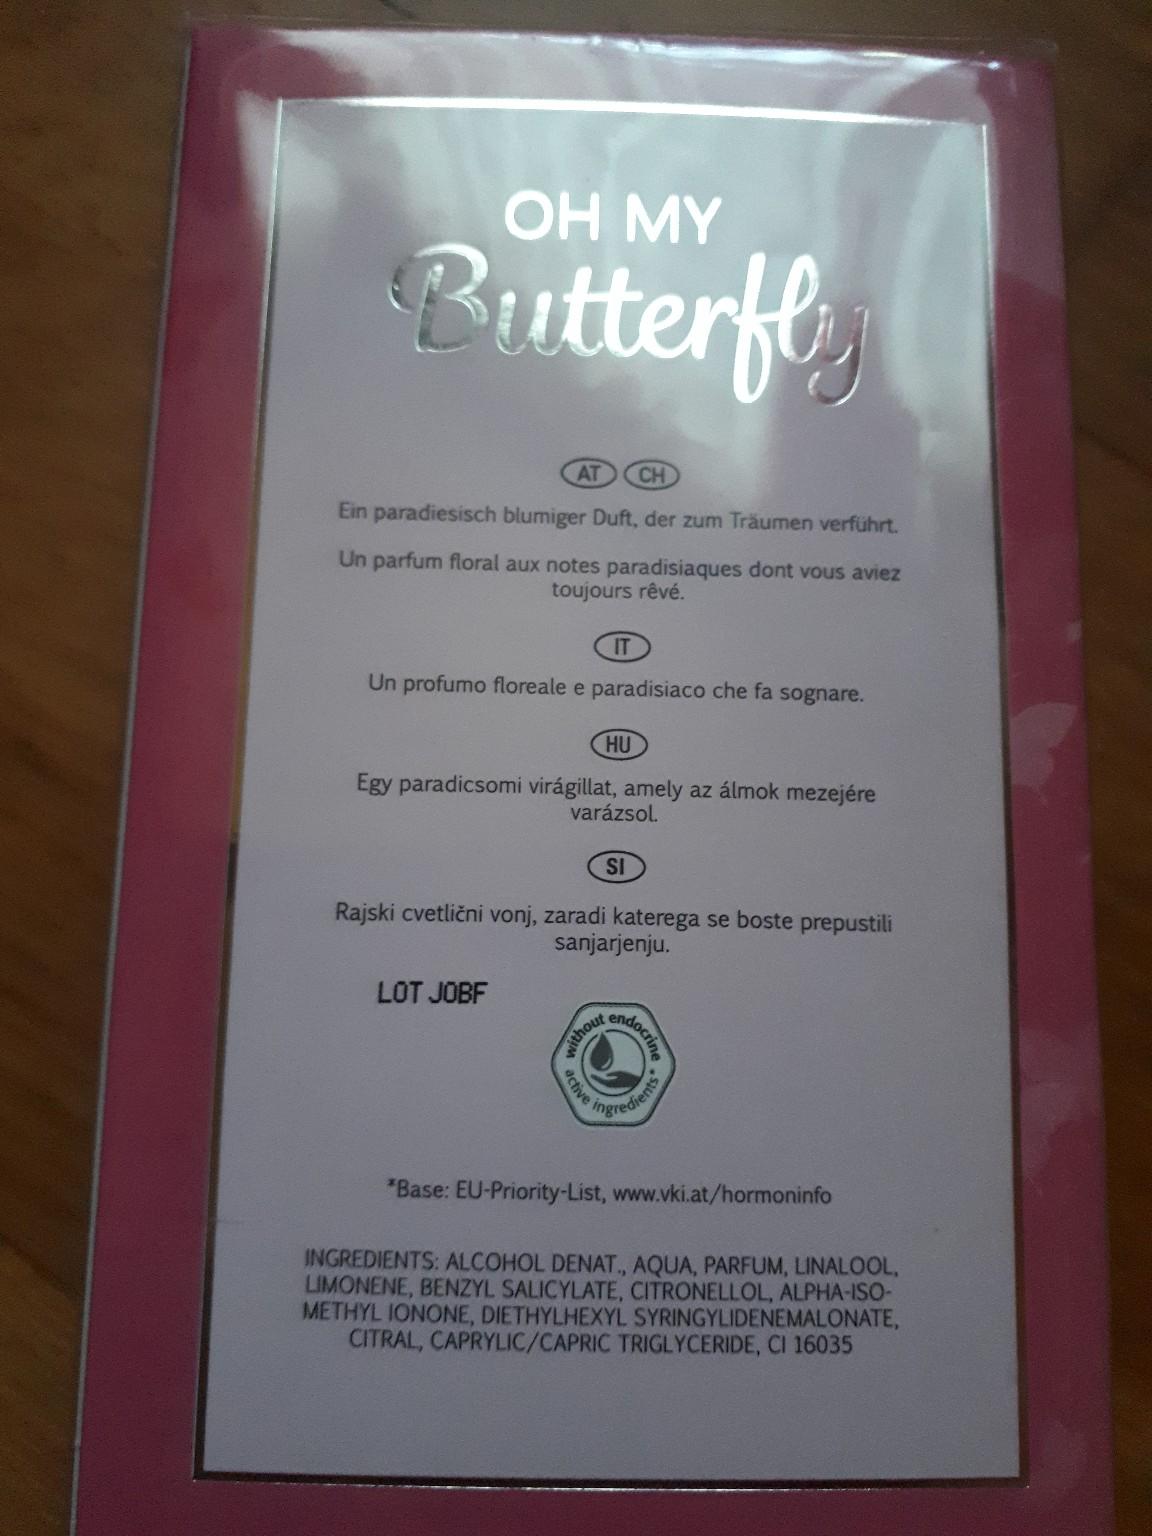 OH MY
Butterfly
AT CH
Ein paradiesisch blumiger Duft, der zum Träumen verführt.
Un parfum floral aux notes paradisiaques dont vous aviez
toujours rêvé.
IT
Un profumo floreale e paradisiaco che fa sognare.
HU
Egy paradicsomi virágillat, amely az álmok mezejére
varázsol.
SI
Rajski cvetlični vonj, zaradi katerega se boste prepustili
sanjarjenju.
LOT JOBF
without endocrine
active ingredients*
*Base: EU-Priority-List, www.vki.at/hormoninfo
INGREDIENTS: ALCOHOL DENAT., AQUA, PARFUM, LINALOOL,
LIMONENE, BENZYL SALICYLATE, CITRONELLOL, ALPHA-ISO-
METHYL IONONE, DIETHYLHEXYL SYRINGYLIDENEMALONATE,
CITRAL, CAPRYLIC/CAPRIC TRIGLYCERIDE, CI 16035